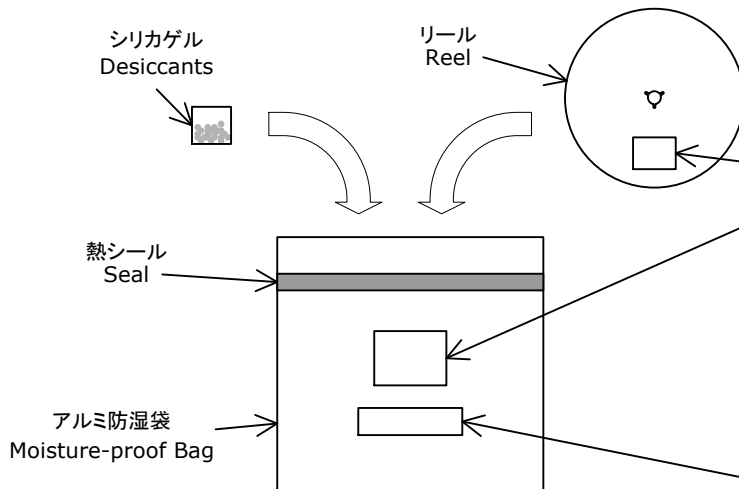 シリカゲル
Desiccants
リール
Reel
熱シール
Seal
アルミ防湿袋
Moisture-proof Bag